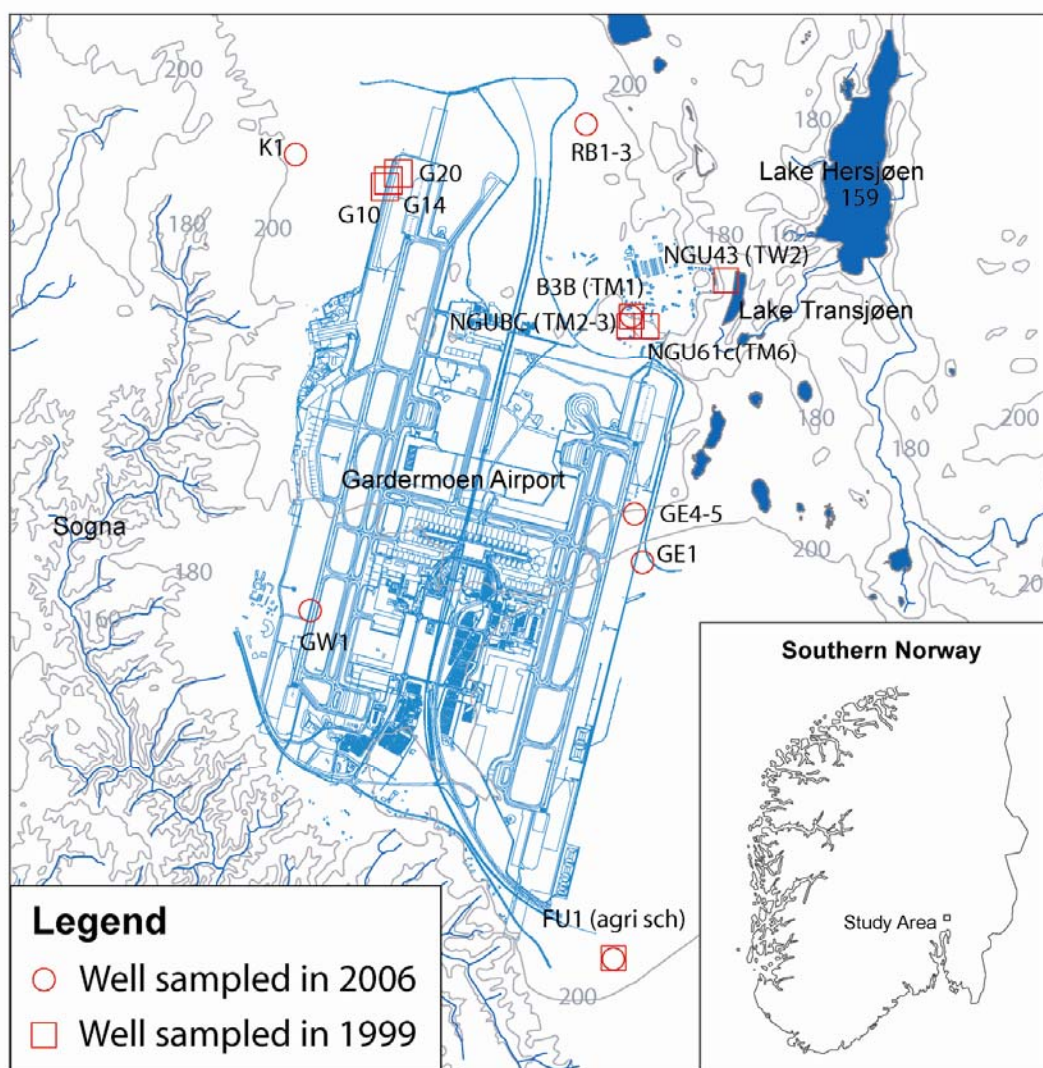 200
200
K1
RB1-3
180
Lake Hersjøen
159
G20
G14
G10
180
200
180
160
NGU43 (TW2)
B3B (TM1)
Lake Transjøen
NGUBC (TM2-3)
NGU61c(TM6)
180
200
180
Gardermoen Airport
GE4-5
Sogna
200
GE1
180
160
GW1
Southern Norway
Legend
FU1 (agri sch)
Study Area
Well sampled in 2006
200
Well sampled in 1999